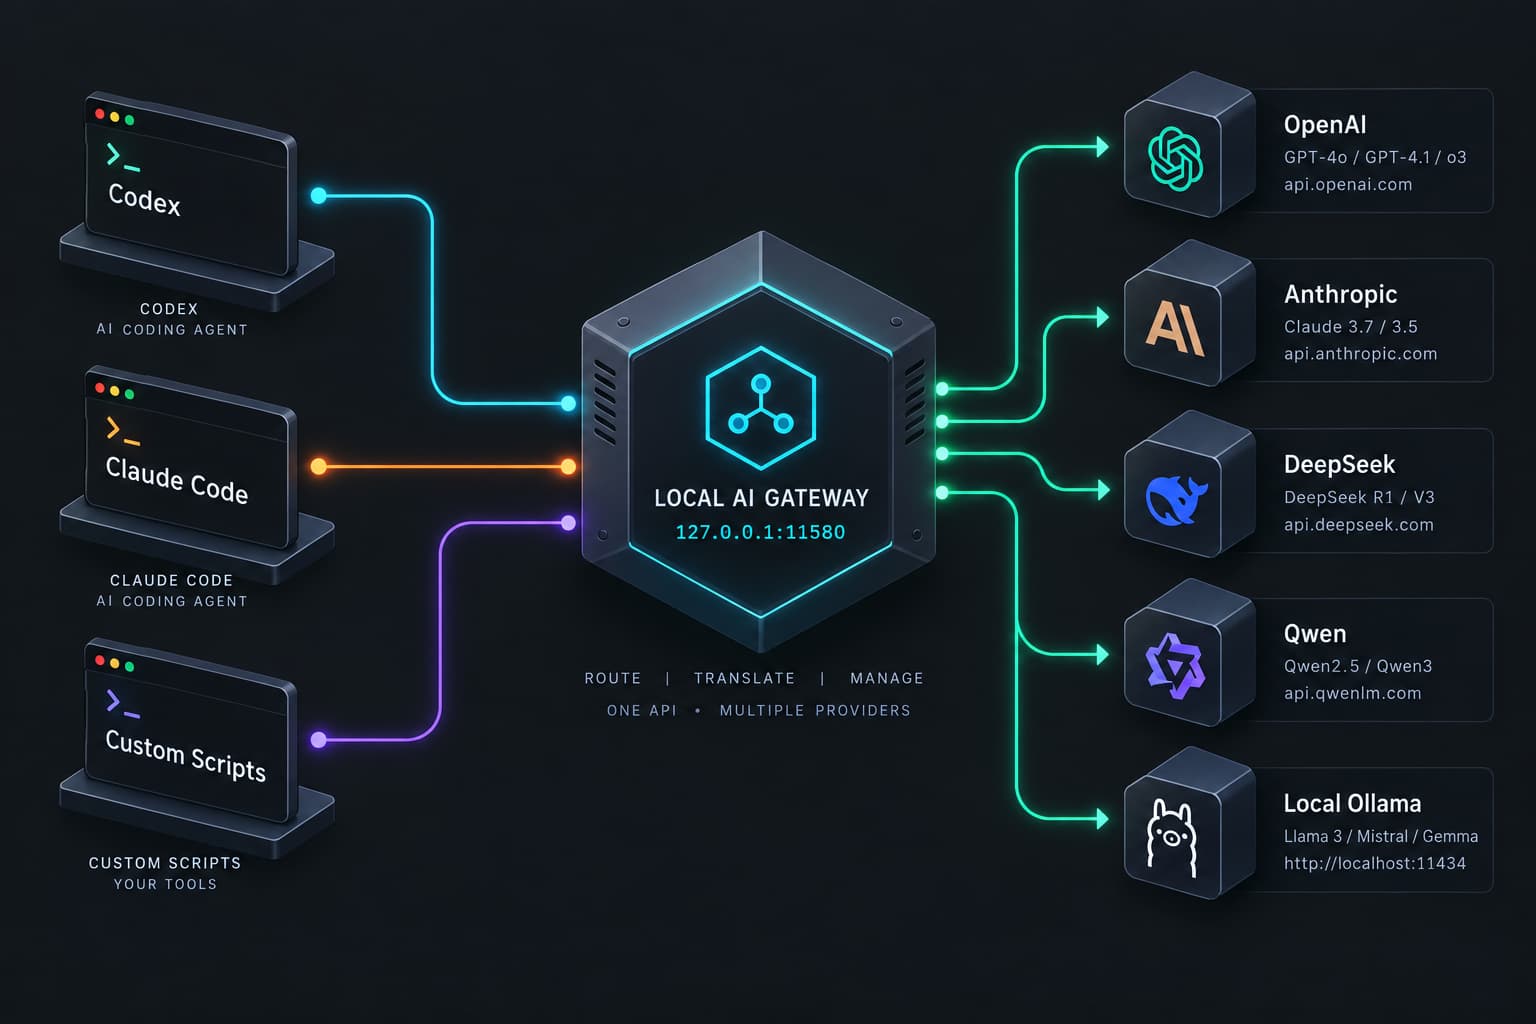 >_
Codex
CODEX
AI CODING AGENT
>_
Claude Code
CLAUDE CODE
AI CODING AGENT
>_
Custom Scripts
CUSTOM SCRIPTS
YOUR TOOLS
LOCAL AI GATEWAY
127.0.0.1:11580
ROUTE | TRANSLATE | MANAGE
ONE API • MULTIPLE PROVIDERS
OpenAI
GPT-4o / GPT-4.1 / o3
api.openai.com
AI
Anthropic
Claude 3.7 / 3.5
api.anthropic.com
DeepSeek
DeepSeek R1 / V3
api.deepseek.com
Qwen
Qwen2.5 / Qwen3
api.qwenlm.com
Local Ollama
Llama 3 / Mistral / Gemma
http://localhost:11434